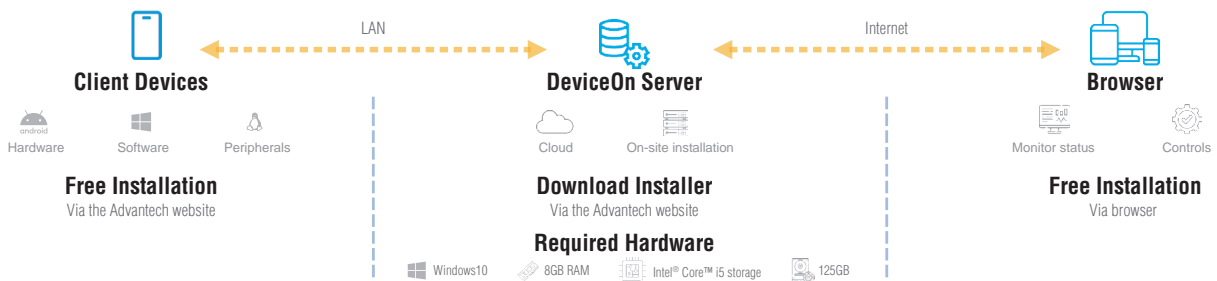 LAN
Internet
Client Devices
DeviceOn Server
Browser
android
Hardware
Software
Peripherals
Cloud
On-site installation
Monitor status
Controls
Free Installation
Via the Advantech website
Download Installer
Via the Advantech website
Free Installation
Via browser
Required Hardware
Windows10
8GB RAM
Intel® Core™ i5 storage
125GB